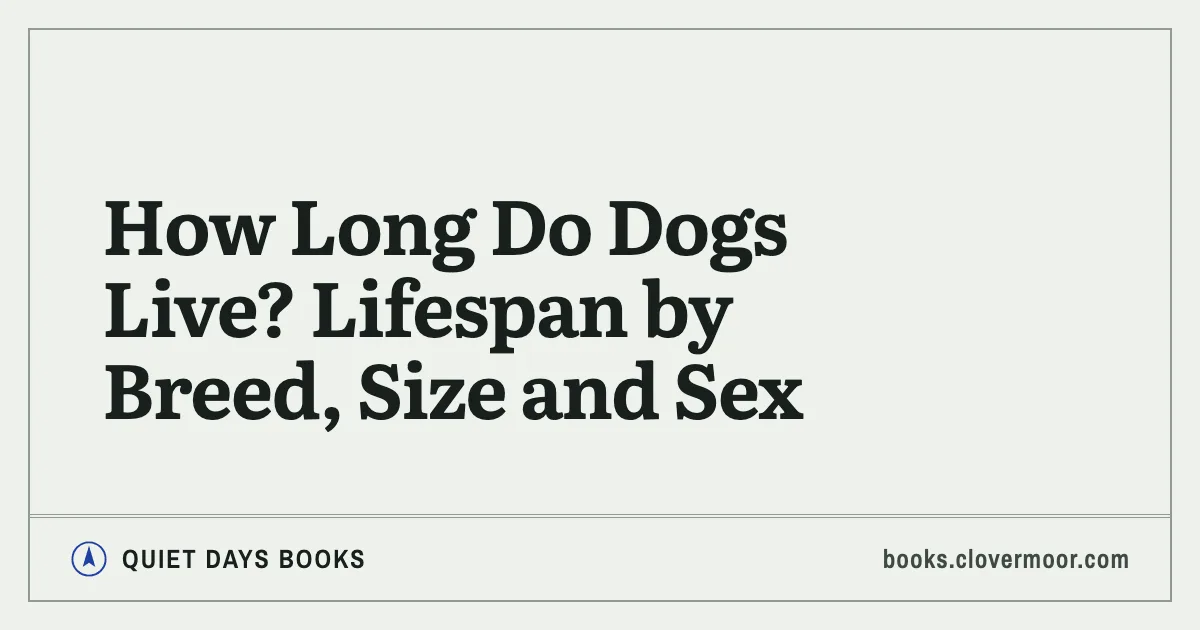 How Long Do Dogs
Live? Lifespan by
Breed, Size and Sex
QUIET DAYS BOOKS
books.clovermoor.com